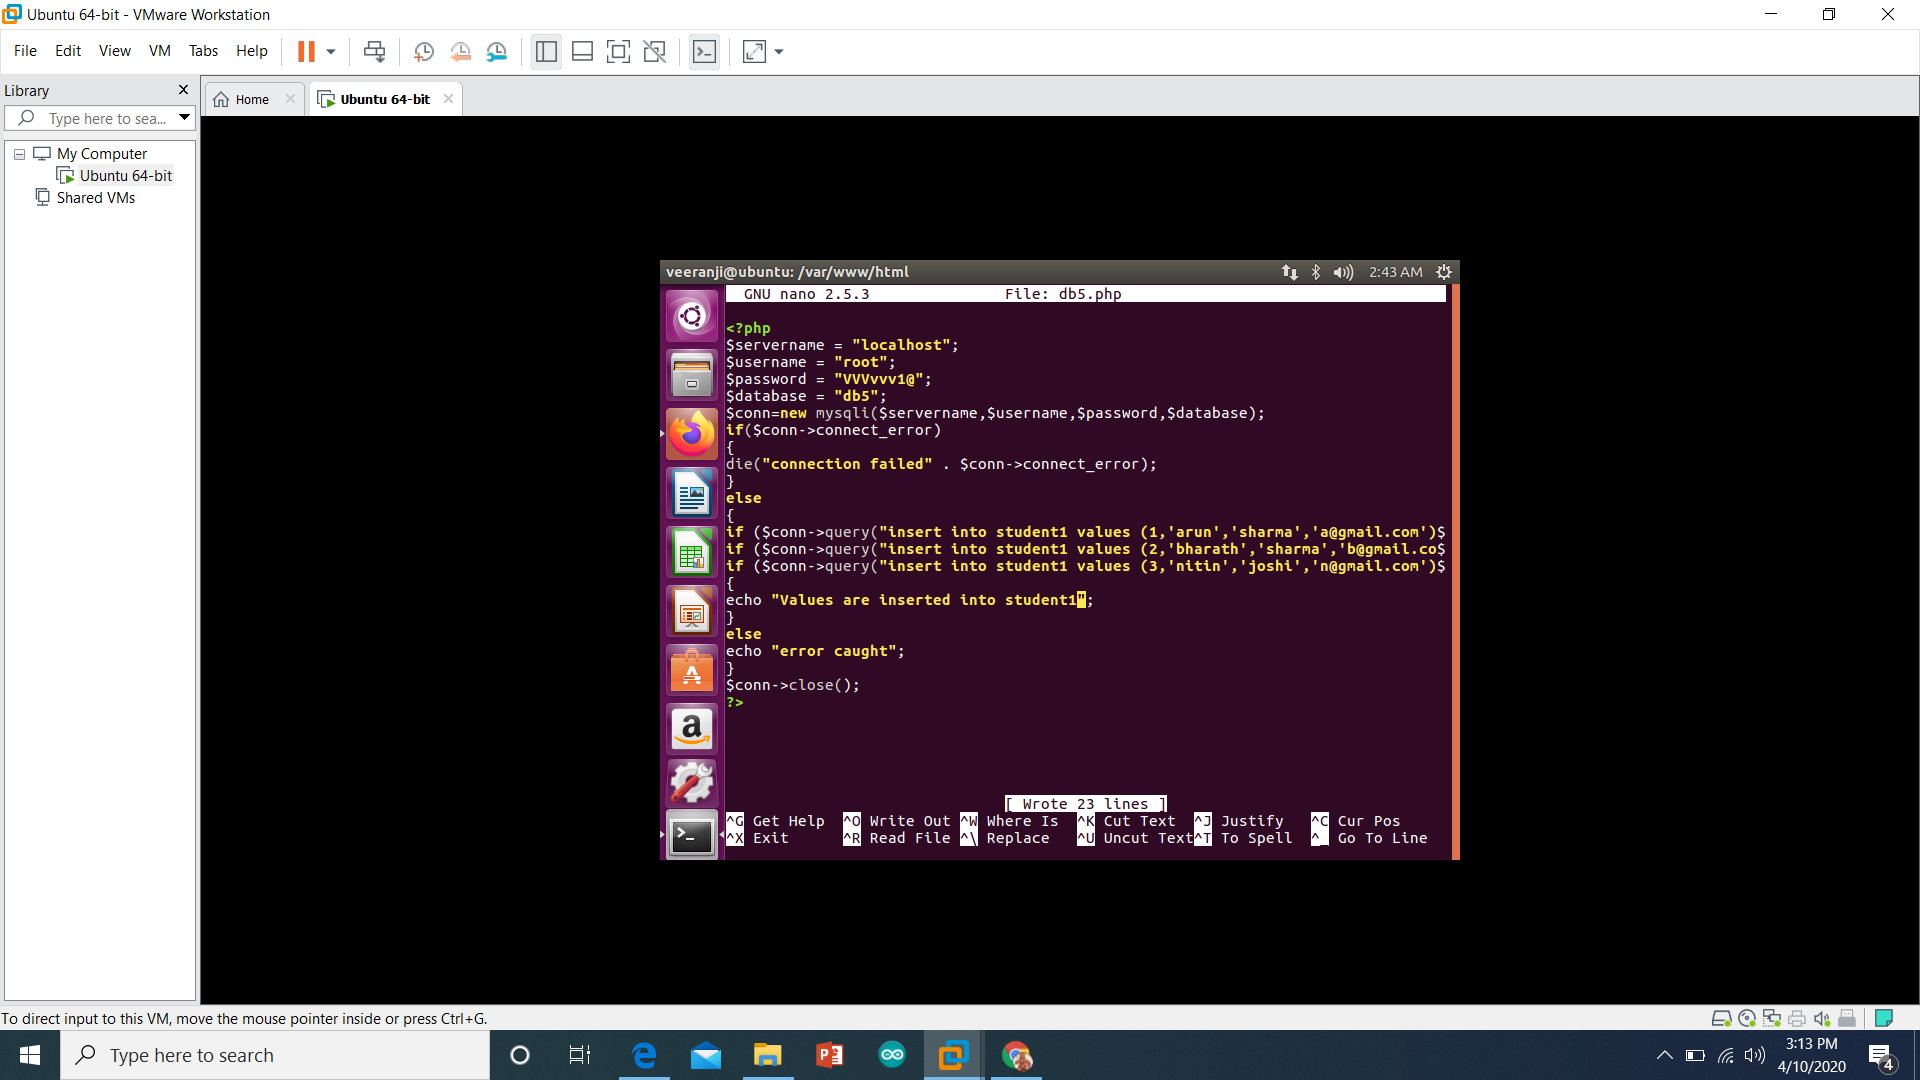 Ubuntu 64-bit - VMware Workstation
File Edit View VM Tabs Help
Library
Home
Ubuntu 64-bit
Type here to sea...
My Computer
Ubuntu 64-bit
Shared VMs
veeranji@ubuntu: /var/www/html
2:43 AM
GNU nano 2.5.3 File: db5.php
<?php
$servername = "localhost";
$username = "root";
$password = "VVVvvv1@";
$database = "db5";
$conn=new mysqli($servername,$username,$password,$database);
if($conn->connect_error)
{
die("connection failed" . $conn->connect_error);
}
else
{
if ($conn->query("insert into student1 values (1,'arun','sharma','a@gmail.com')$
if ($conn->query("insert into student1 values (2,'bharath','sharma','b@gmail.co$
if ($conn->query("insert into student1 values (3,'nitin','joshi','n@gmail.com')$
{
echo "Values are inserted into student1";
}
else
echo "error caught";
}
$conn->close();
?>
[ Wrote 23 lines ]
^G Get Help ^O Write Out ^W Where Is ^K Cut Text ^J Justify ^C Cur Pos
^X Exit ^R Read File ^\ Replace ^U Uncut Text ^T To Spell ^_ Go To Line
To direct input to this VM, move the mouse pointer inside or press Ctrl+G.
Type here to search
3:13 PM
4/10/2020
4